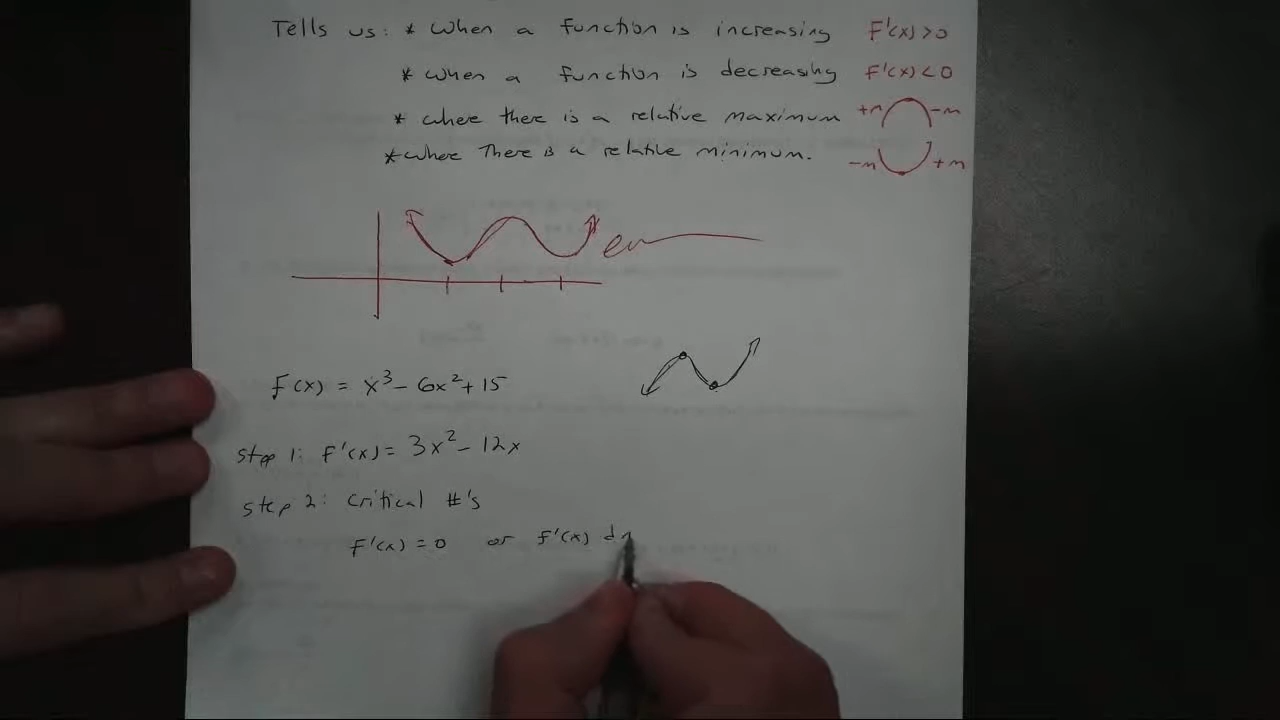 Tells us: * when a function is increasing F'(x) > 0
* when a function is decreasing F'(x) < 0
* where there is a relative maximum +m -m
* where There is a relative minimum. -m +m
F(x) = x³ - 6x² + 15
Step 1: F'(x) = 3x² - 12x
Step 2: Critical #'s
F'(x) = 0 or F'(x) dn